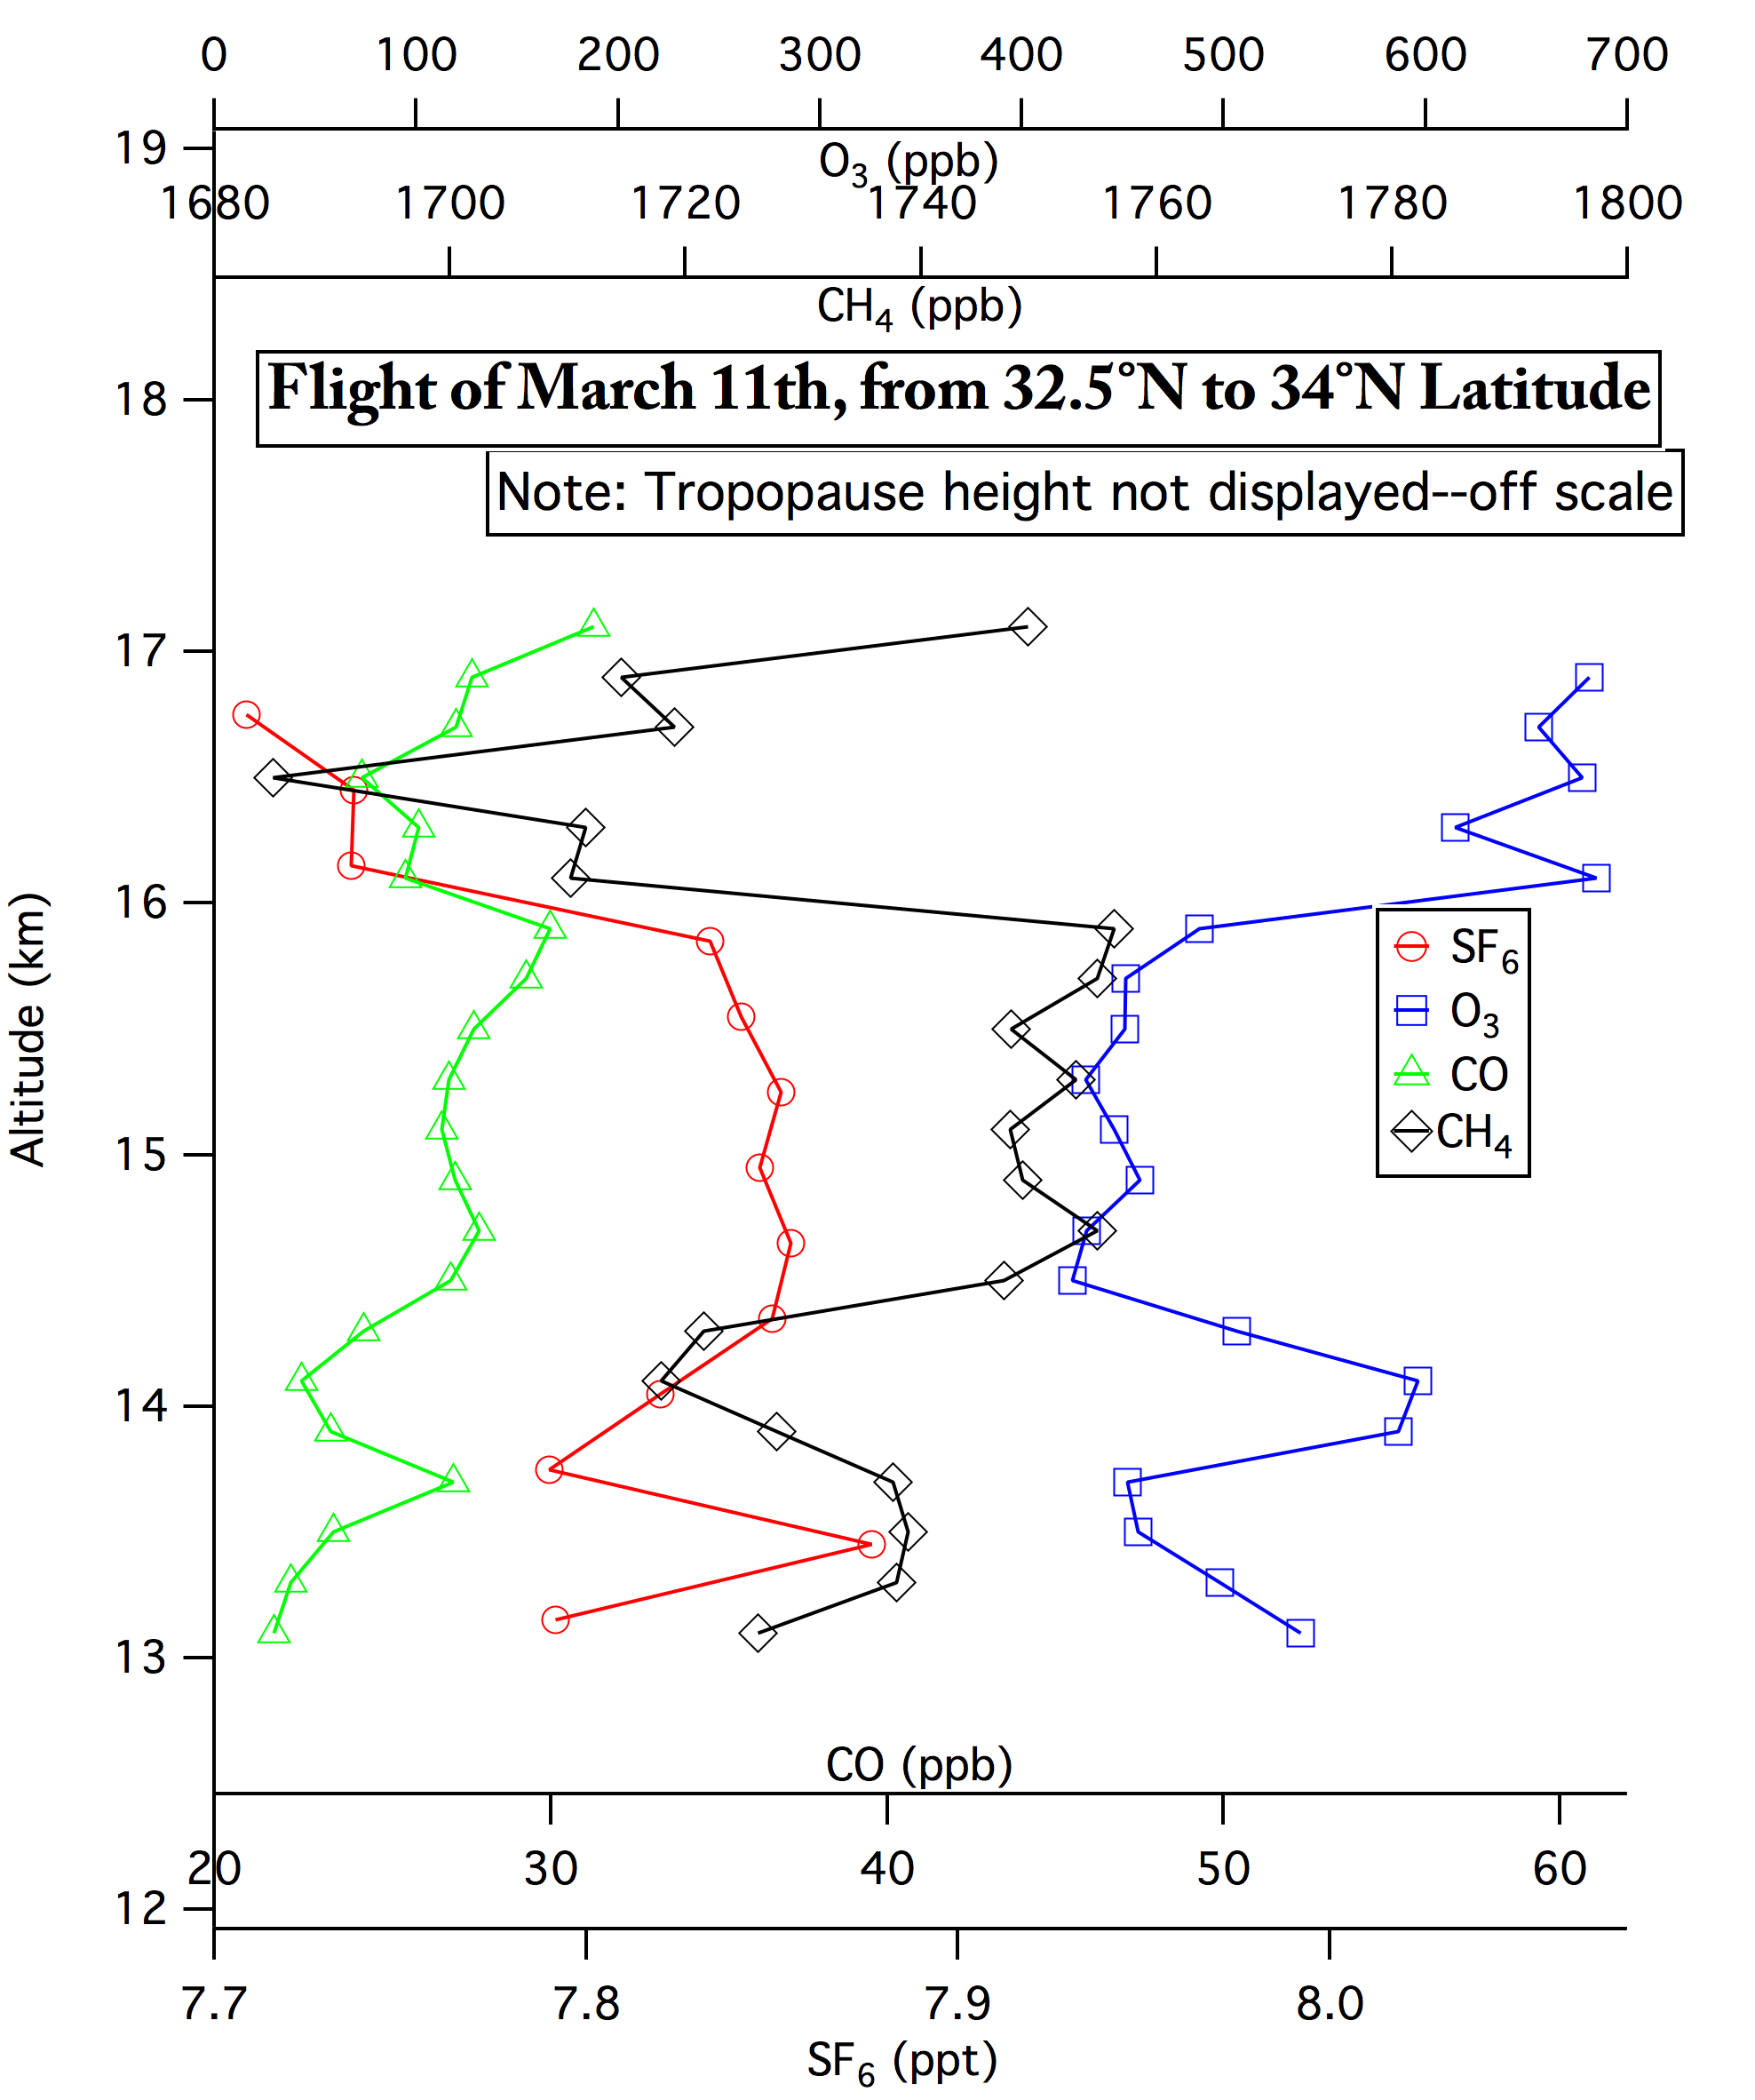 0 100 200 300 400 500 600 700
19
O3 (ppb)
1680 1700 1720 1740 1760 1780 1800
CH4 (ppb)
Flight of March 11th, from 32.5°N to 34°N Latitude
18
Note: Tropopause height not displayed--off scale
17
16
SF6
O3
CO
CH4
Altitude (km)
15
14
13
CO (ppb)
20 30 40 50 60
12
7.7 7.8 7.9 8.0
SF6 (ppt)